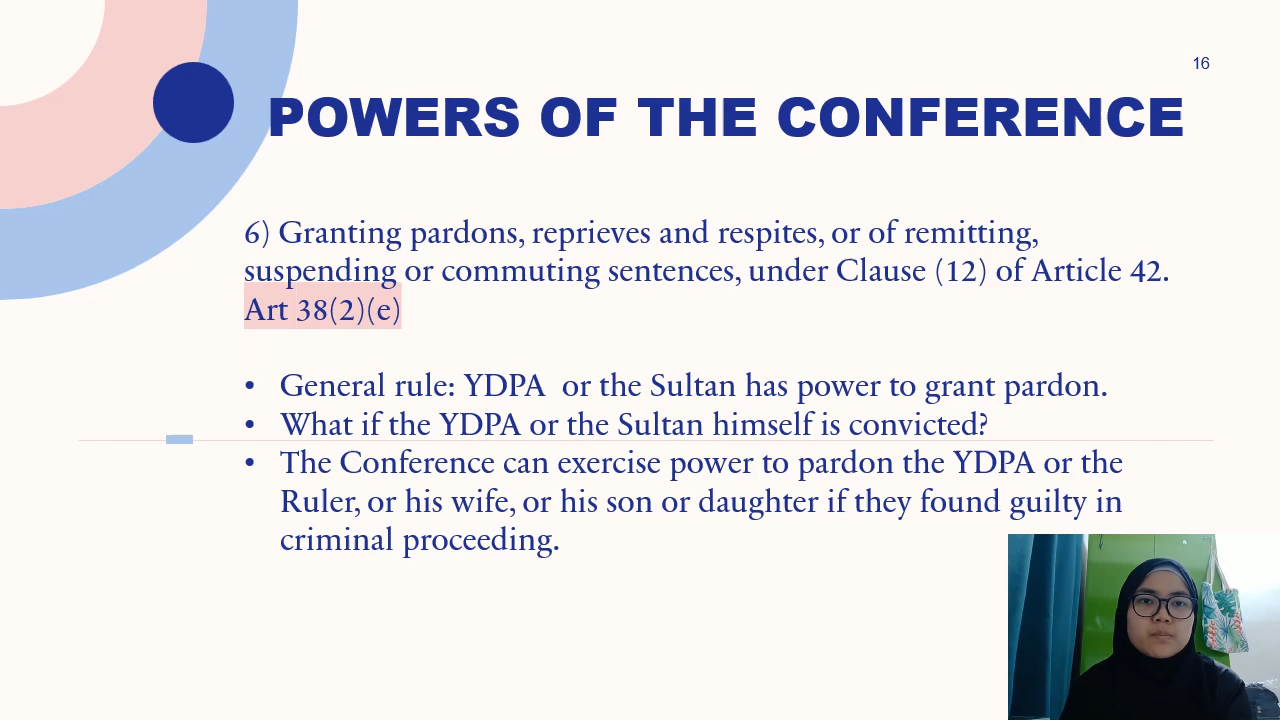 16
POWERS OF THE CONFERENCE
6) Granting pardons, reprieves and respites, or of remitting,
suspending or commuting sentences, under Clause (12) of Article 42.
Art 38(2)(e)
• General rule: YDPA  or the Sultan has power to grant pardon.
• What if the YDPA or the Sultan himself is convicted?
• The Conference can exercise power to pardon the YDPA or the
Ruler, or his wife, or his son or daughter if they found guilty in
criminal proceeding.